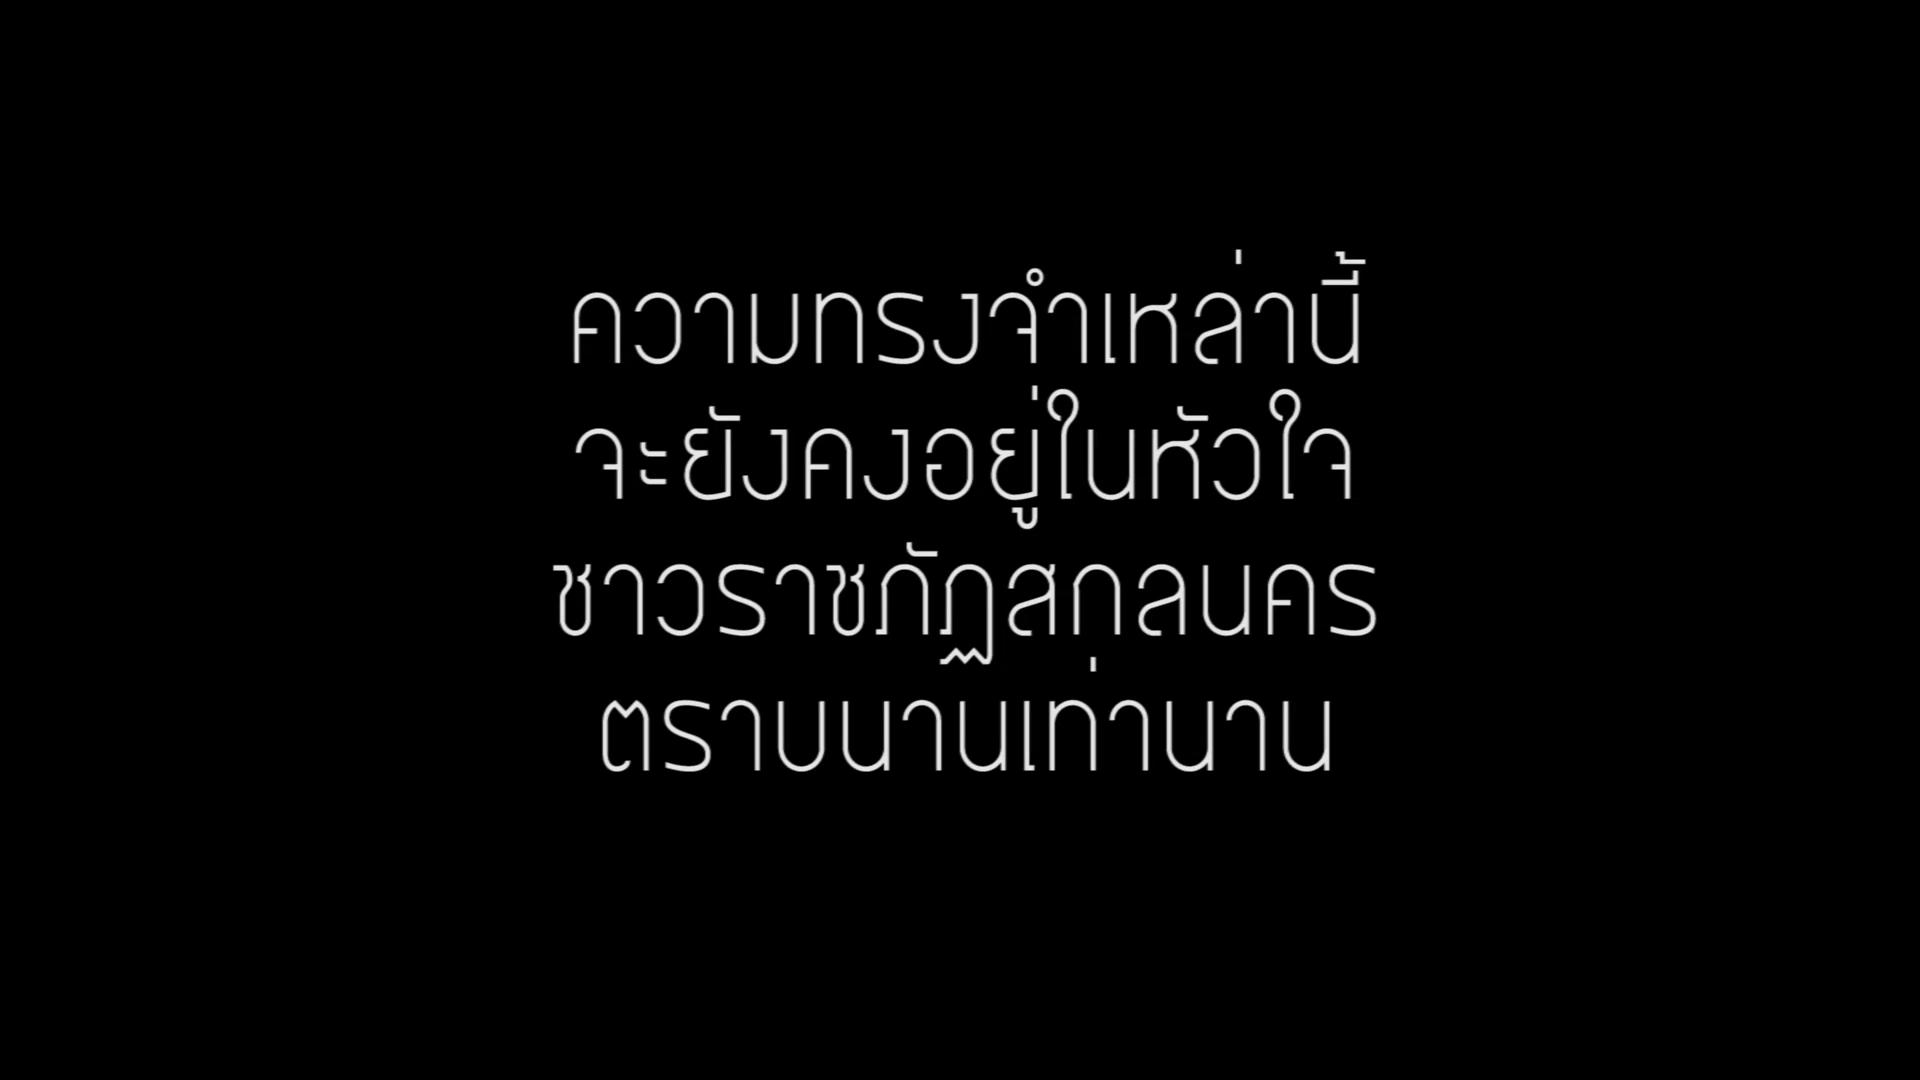 ความทรงจำเหล่านี้
จะยังคงอยู่ในหัวใจ
ชาวราชภัฏสกลนคร
ตราบนานเท่านาน